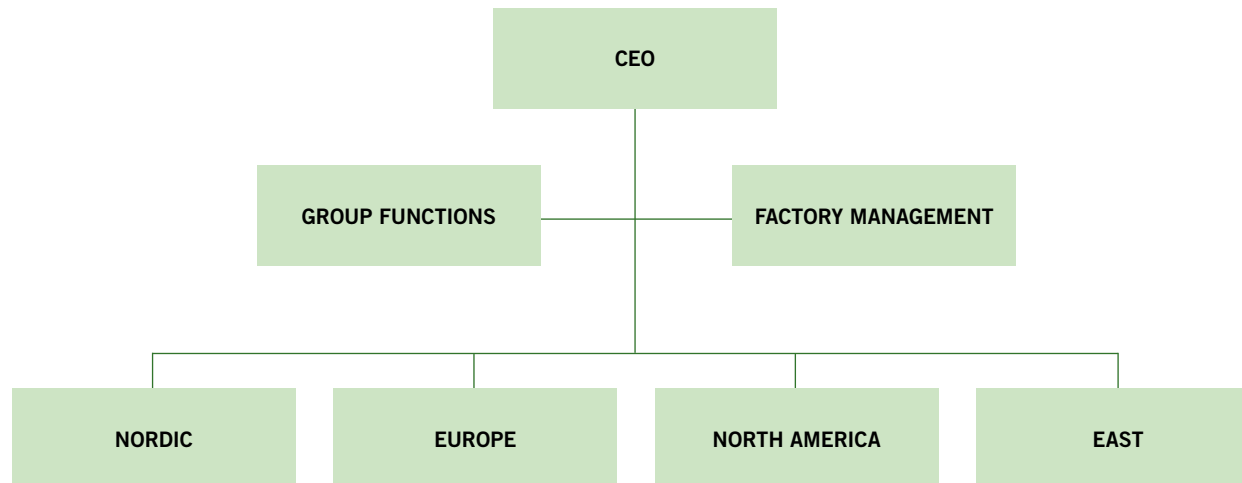 CEO
GROUP FUNCTIONS
FACTORY MANAGEMENT
NORDIC
EUROPE
NORTH AMERICA
EAST